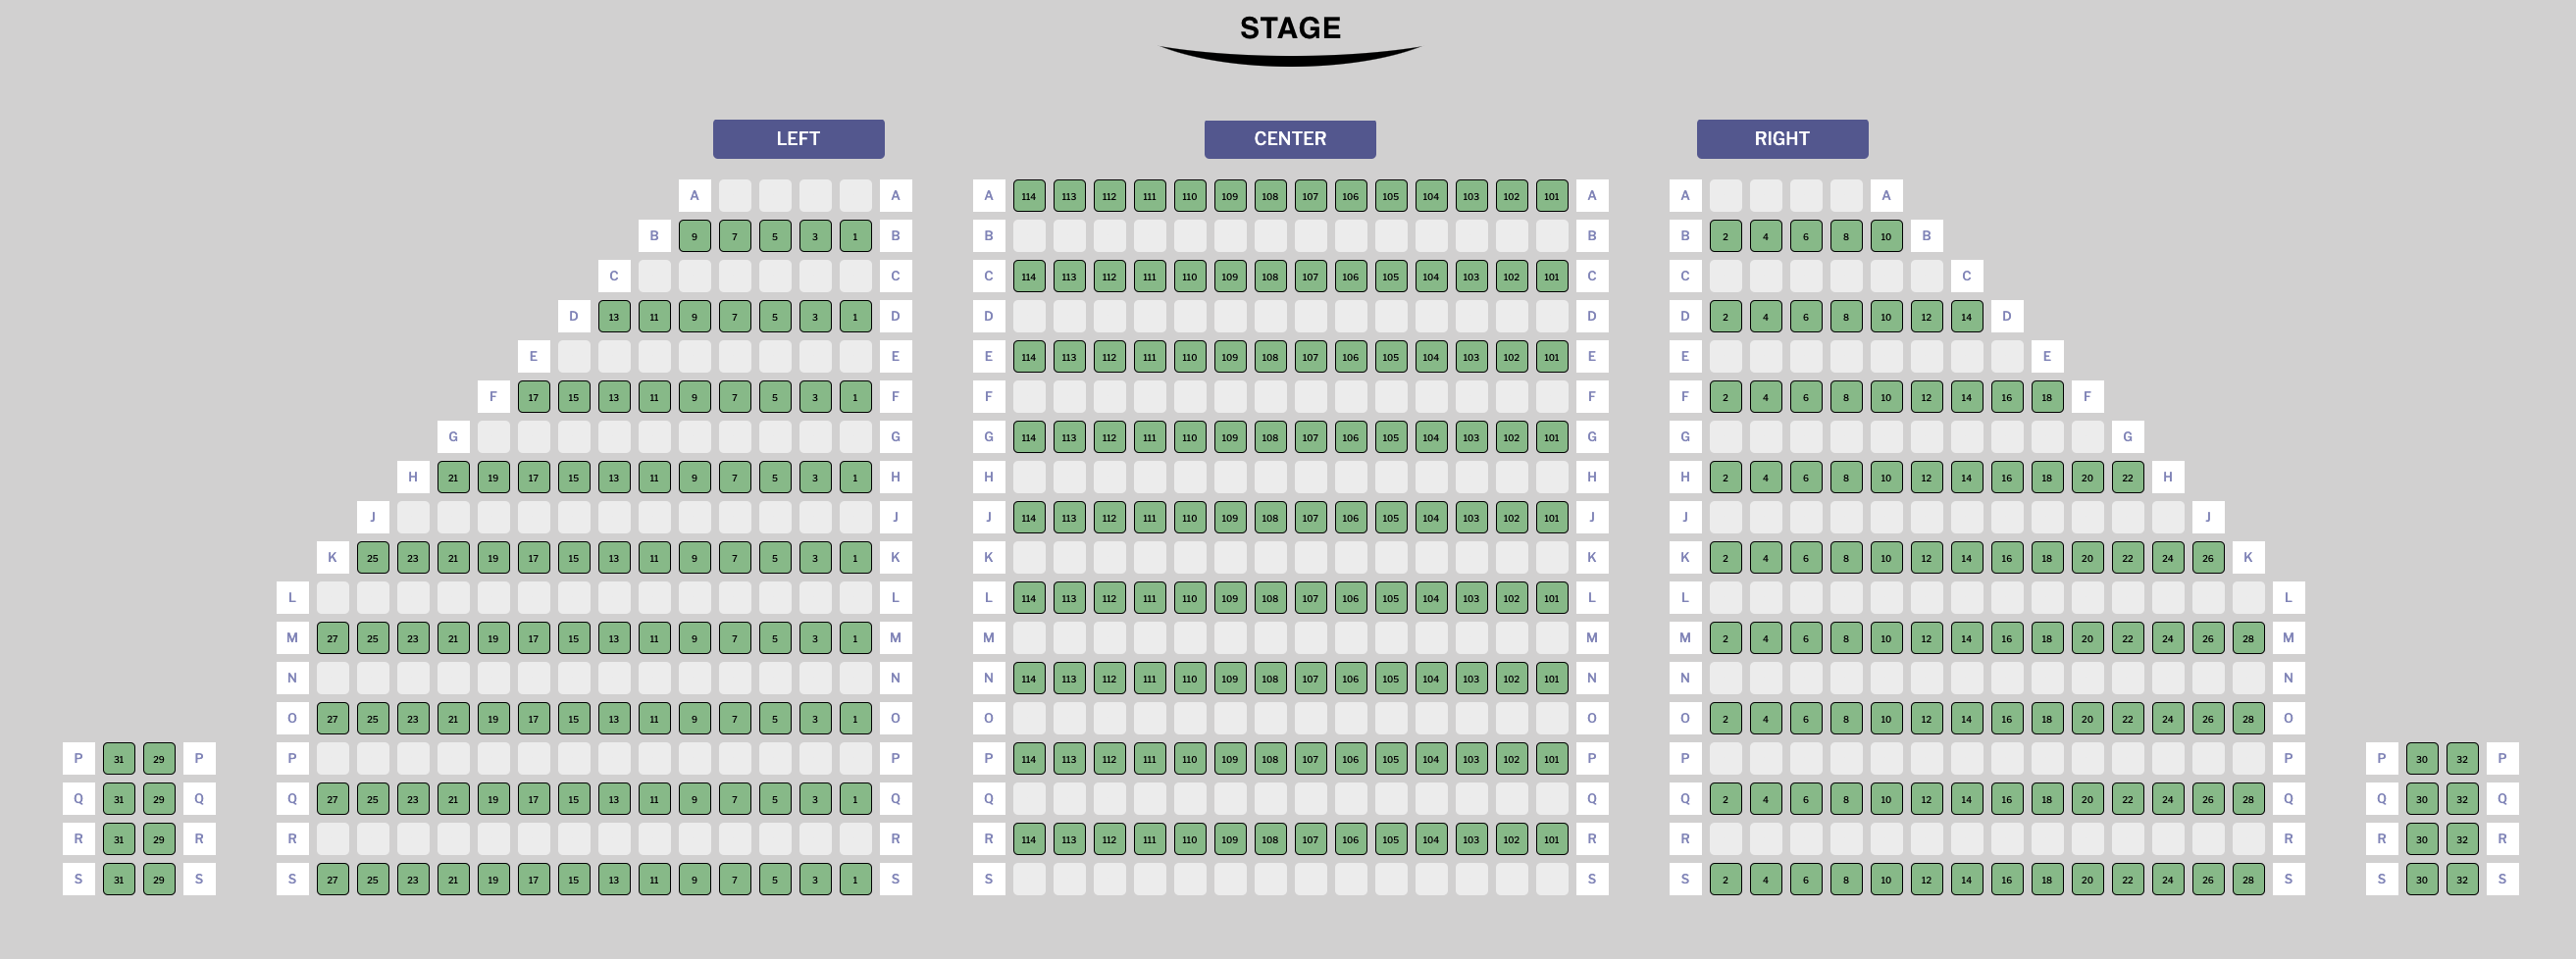 STAGE
LEFT CENTER RIGHT
A A A 114 113 112 111 110 109 108 107 106 105 104 103 102 101 A A A
B 9 7 5 3 1 B B B B 2 4 6 8 10 B
C C C 114 113 112 111 110 109 108 107 106 105 104 103 102 101 C C C
D 13 11 9 7 5 3 1 D D D D 2 4 6 8 10 12 14 D
E E E 114 113 112 111 110 109 108 107 106 105 104 103 102 101 E E E
F 17 15 13 11 9 7 5 3 1 F F F F 2 4 6 8 10 12 14 16 18 F
G G G 114 113 112 111 110 109 108 107 106 105 104 103 102 101 G G G
H 21 19 17 15 13 11 9 7 5 3 1 H H H H 2 4 6 8 10 12 14 16 18 20 22 H
J J J 114 113 112 111 110 109 108 107 106 105 104 103 102 101 J J J
K 25 23 21 19 17 15 13 11 9 7 5 3 1 K K K K 2 4 6 8 10 12 14 16 18 20 22 24 26 K
L L L 114 113 112 111 110 109 108 107 106 105 104 103 102 101 L L L
M 27 25 23 21 19 17 15 13 11 9 7 5 3 1 M M M M 2 4 6 8 10 12 14 16 18 20 22 24 26 28 M
N N N 114 113 112 111 110 109 108 107 106 105 104 103 102 101 N N N
O 27 25 23 21 19 17 15 13 11 9 7 5 3 1 O O O O 2 4 6 8 10 12 14 16 18 20 22 24 26 28 O
P 31 29 P P P P 114 113 112 111 110 109 108 107 106 105 104 103 102 101 P P P P 30 32 P
Q 31 29 Q Q 27 25 23 21 19 17 15 13 11 9 7 5 3 1 Q Q Q Q 2 4 6 8 10 12 14 16 18 20 22 24 26 28 Q Q 30 32 Q
R 31 29 R R R R 114 113 112 111 110 109 108 107 106 105 104 103 102 101 R R R R 30 32 R
S 31 29 S S 27 25 23 21 19 17 15 13 11 9 7 5 3 1 S S S S 2 4 6 8 10 12 14 16 18 20 22 24 26 28 S S 30 32 S